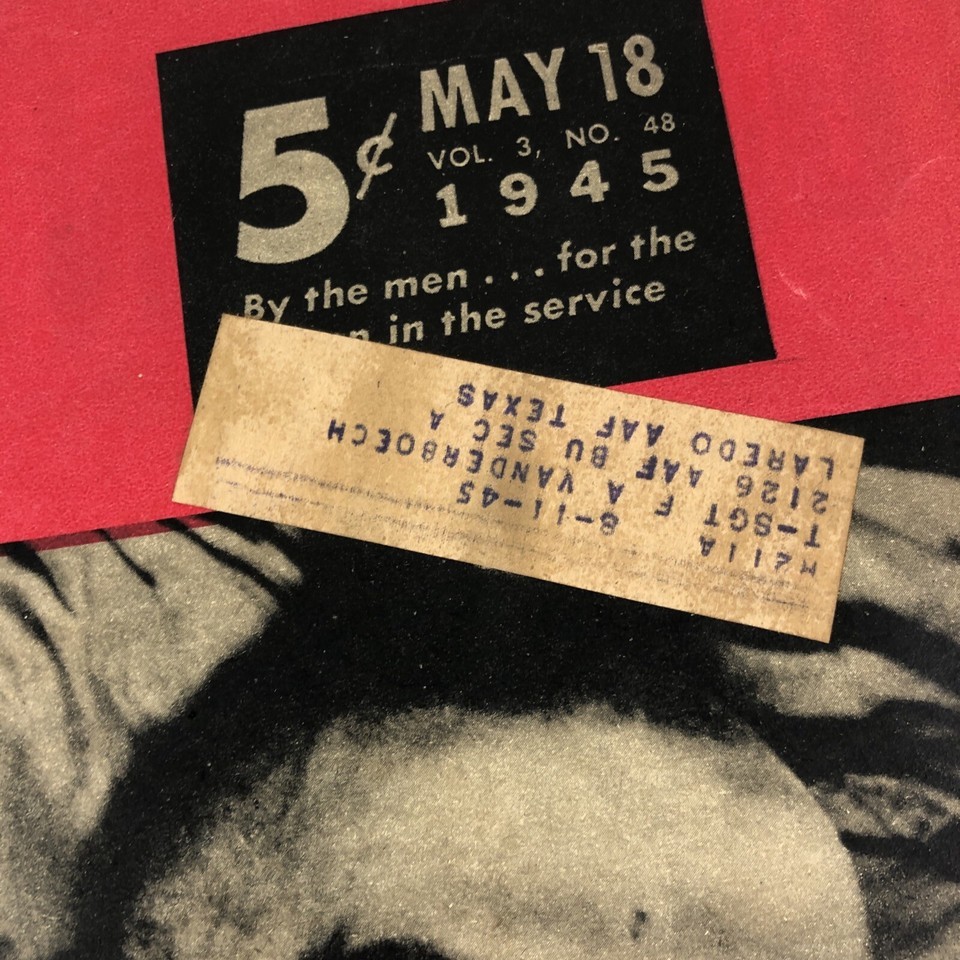 5¢ MAY 18
VOL. 3, NO. 48
1945
By the men . . . for the
in the service
8-11-45
T-SGT F A VANDERBOECH
2126 AAF BU SEC A
LAREDO AAF TEXAS